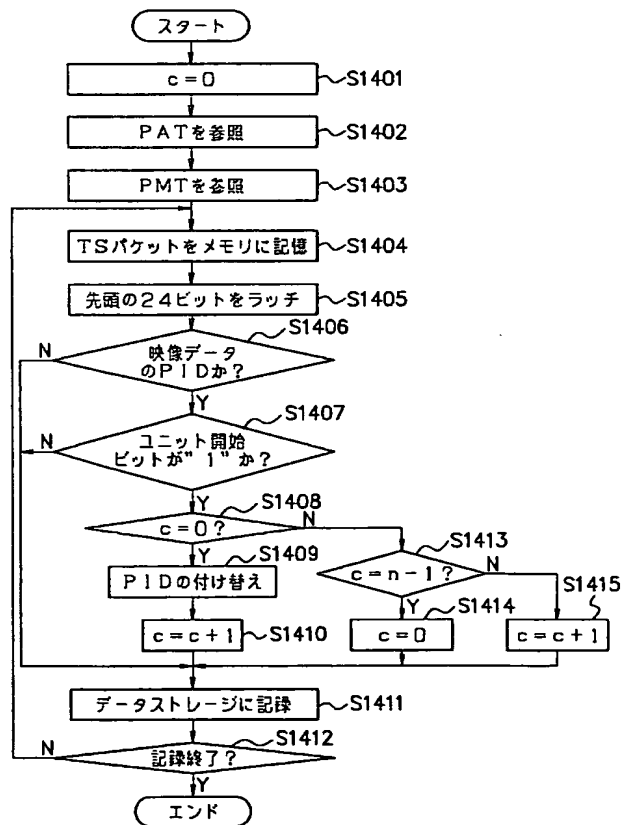 スタート
c=0
S1401
PATを参照
S1402
PMTを参照
S1403
TSパケットをメモリに記憶
S1404
先頭の24ビットをラッチ
S1405
S1406
N
映像データ
のPIDか?
Y
S1407
N
ユニット開始
ビットが"1"か?
Y
S1408
c=0?
N
Y
S1409
S1413
PIDの付け替え
c=n-1?
N
Y
S1414
S1415
c=c+1
S1410
c=0
c=c+1
データストレージに記録
S1411
S1412
N
記録終了?
Y
エンド